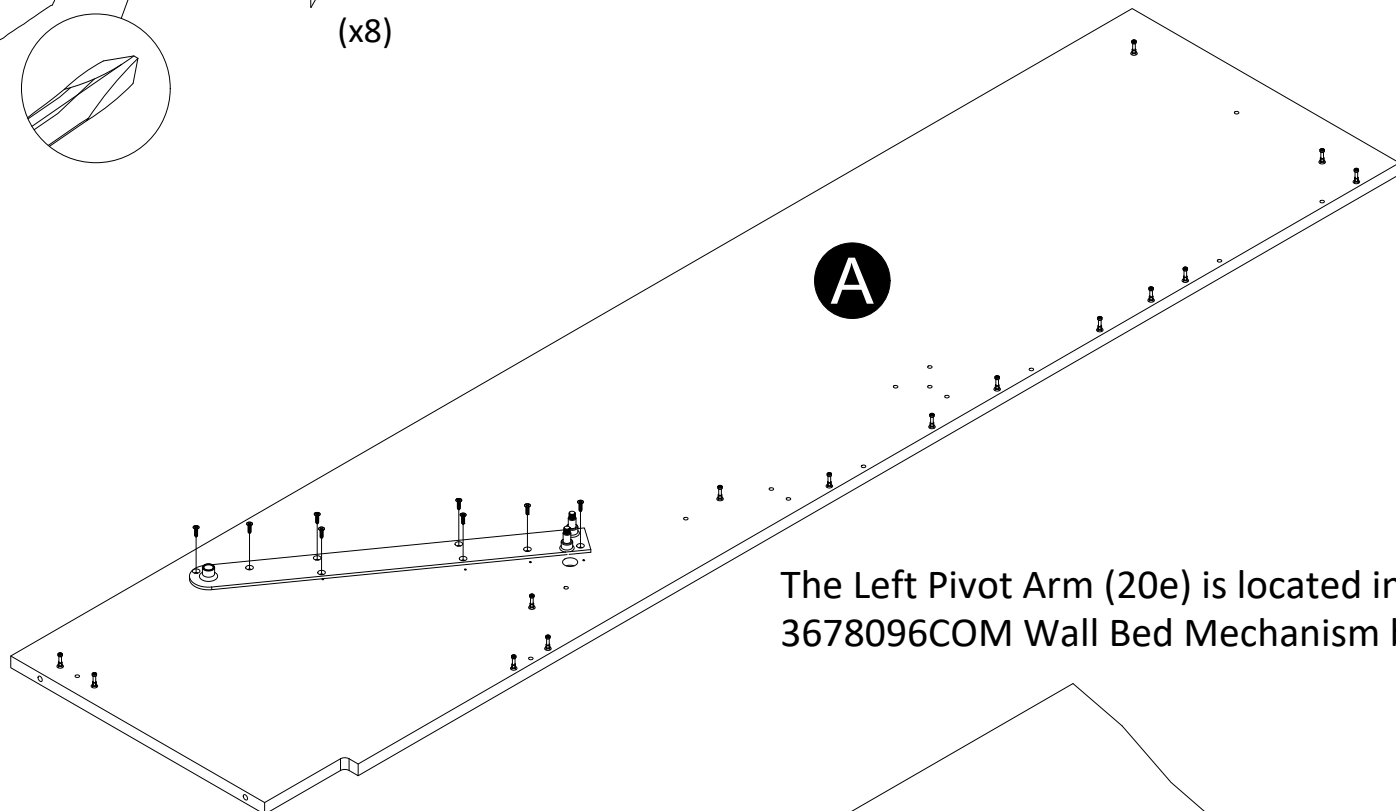 (x8)
A
The Left Pivot Arm (20e) is located in
3678096COM Wall Bed Mechanism